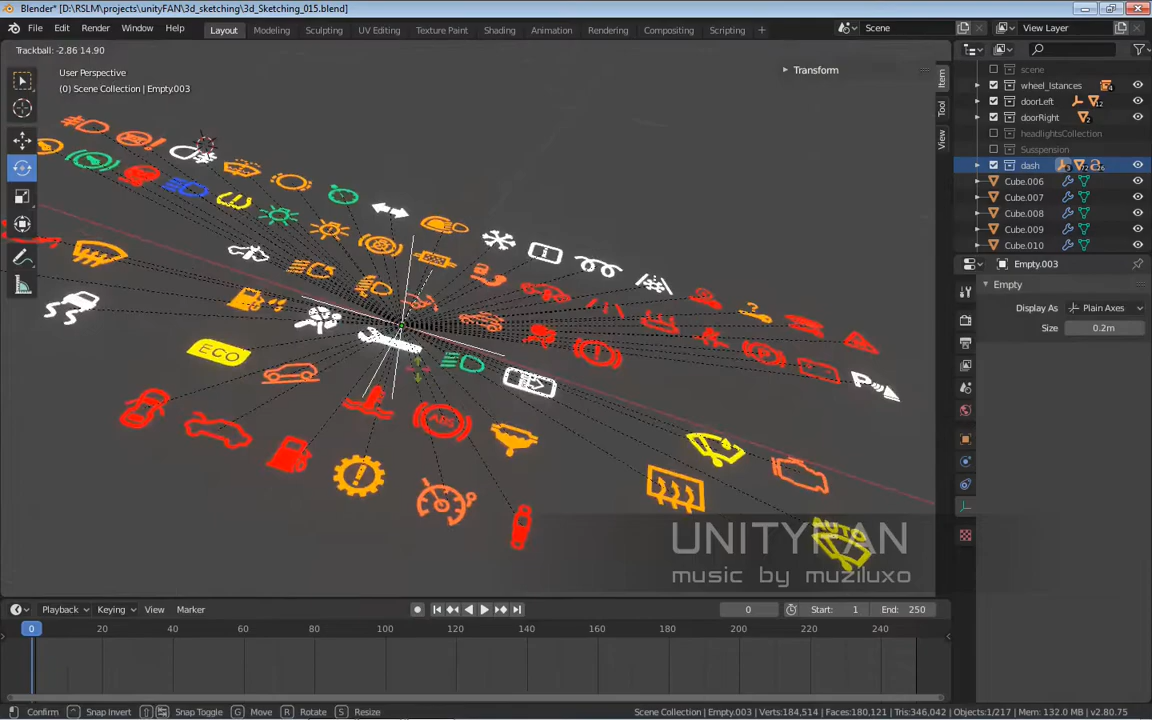 Blender* [D:\RSLM\projects\unityFAN\3d_sketching\3d_Sketching_015.blend]
File Edit Render Window Help Layout Modeling Sculpting UV Editing Texture Paint Shading Animation Rendering Compositing Scripting + Scene View Layer
Trackball: -2.86 14.90
User Perspective
(0) Scene Collection | Empty.003
Transform
Item
Tool
View
scene
wheel_Istances
doorLeft
doorRight
headlightsCollection
Susspension
dash
Cube.006
Cube.007
Cube.008
Cube.009
Cube.010
Empty.003
Empty
Display As Plain Axes
Size 0.2m
ECO
ABS
P
UNITYFAN
music by muziluxo
Playback Keying View Marker 0 Start: 1 End: 250
0 20 40 60 80 100 120 140 160 180 200 220 240
Confirm Snap Invert Snap Toggle G Move R Rotate S Resize Scene Collection | Empty.003 | Verts:184,514 | Faces:180,121 | Tris:346,042 | Objects:1/217 | Mem: 132.0 MB | v2.80.75